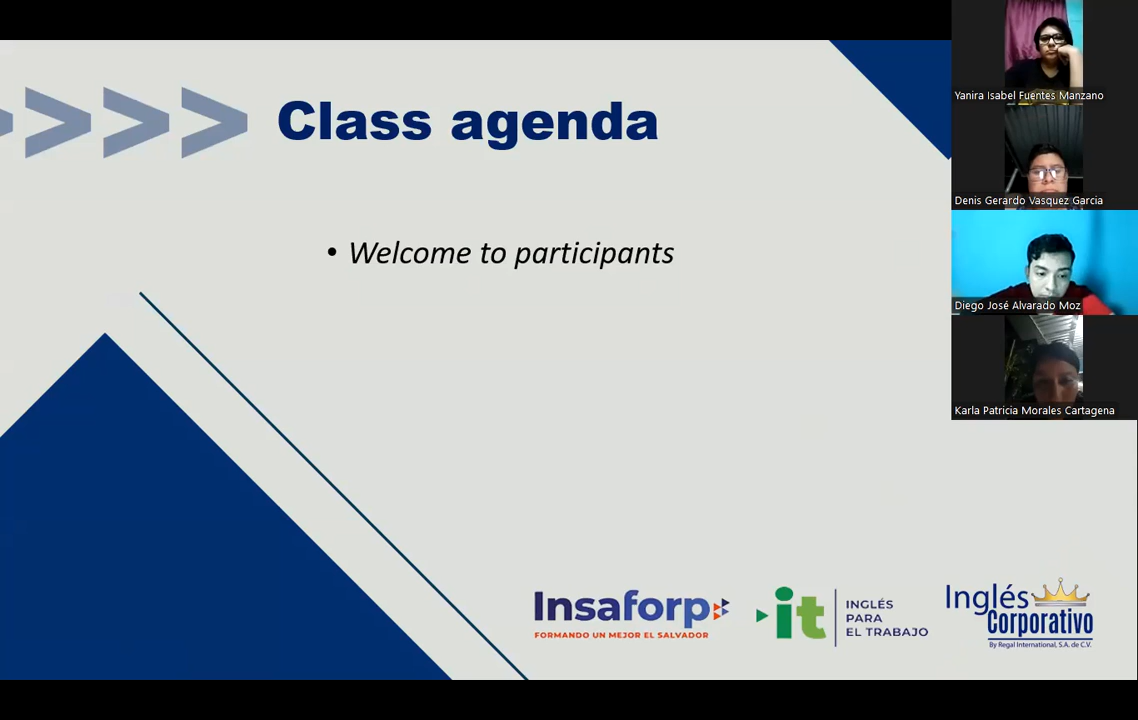 Class agenda
• Welcome to participants
Yanira Isabel Fuentes Manzano
Denis Gerardo Vasquez Garcia
Diego José Alvarado Moz
Karla Patricia Morales Cartagena
Insaforp
FORMANDO UN MEJOR EL SALVADOR
it
INGLÉS
PARA
EL TRABAJO
Inglés
Corporativo
By Regal International, S.A. de C.V.